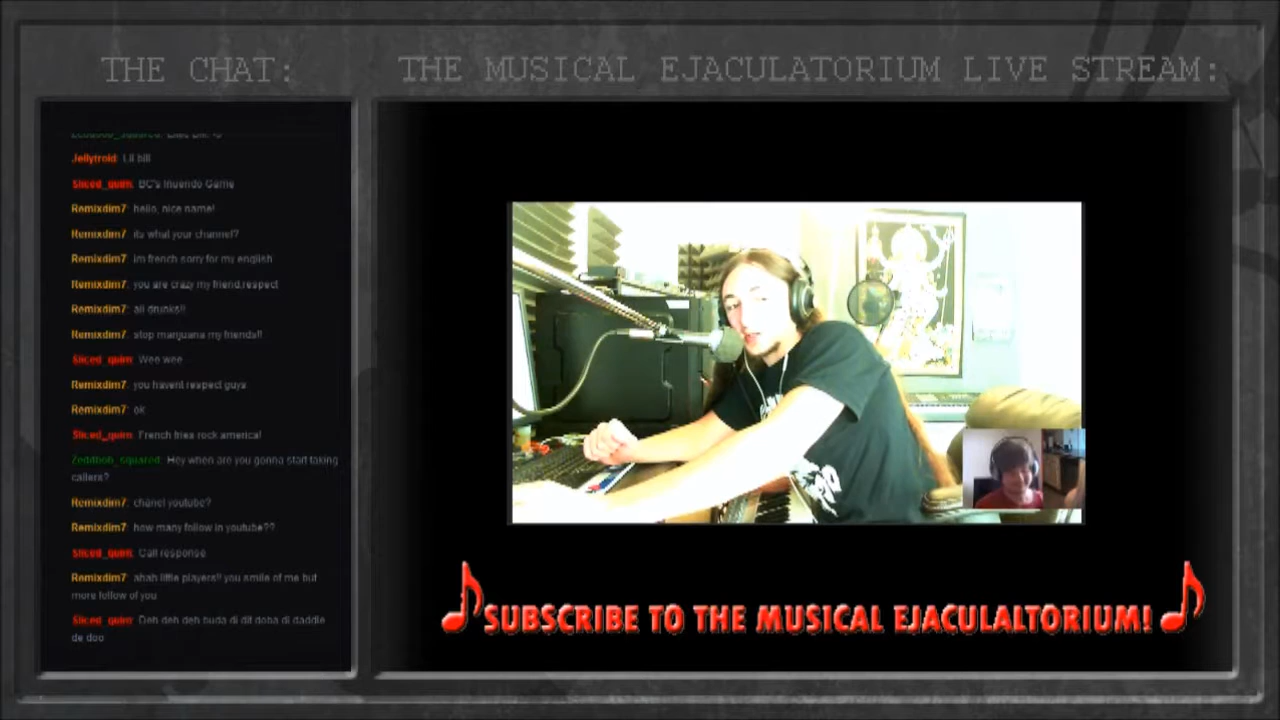 THE CHAT:
THE MUSICAL EJACULATORIUM LIVE STREAM:
Jellytroid: Lil bill
Sliced_quim: BC's Inuendo Game
Remixdim7: hello, nice name!
Remixdim7: its what your channel?
Remixdim7: im french sorry for my english
Remixdim7: you are crazy my friend,respect
Remixdim7: all drunks!!
Remixdim7: stop marijuana my friends!!
Sliced_quim: Wee wee
Remixdim7: you havent respect guys
Remixdim7: ok
Sliced_quim: French fries rock america!
Zeddbob_squared: Hey when are you gonna start taking
callers?
Remixdim7: chanel youtube?
Remixdim7: how many follow in youtube??
Sliced_quim: Call response
Remixdim7: ahah little players!! you smile of me but
more follow of you
Sliced_quim: Deh deh deh buda di dit doba di daddle
de doo
SUBSCRIBE TO THE MUSICAL EJACULALTORIUM!